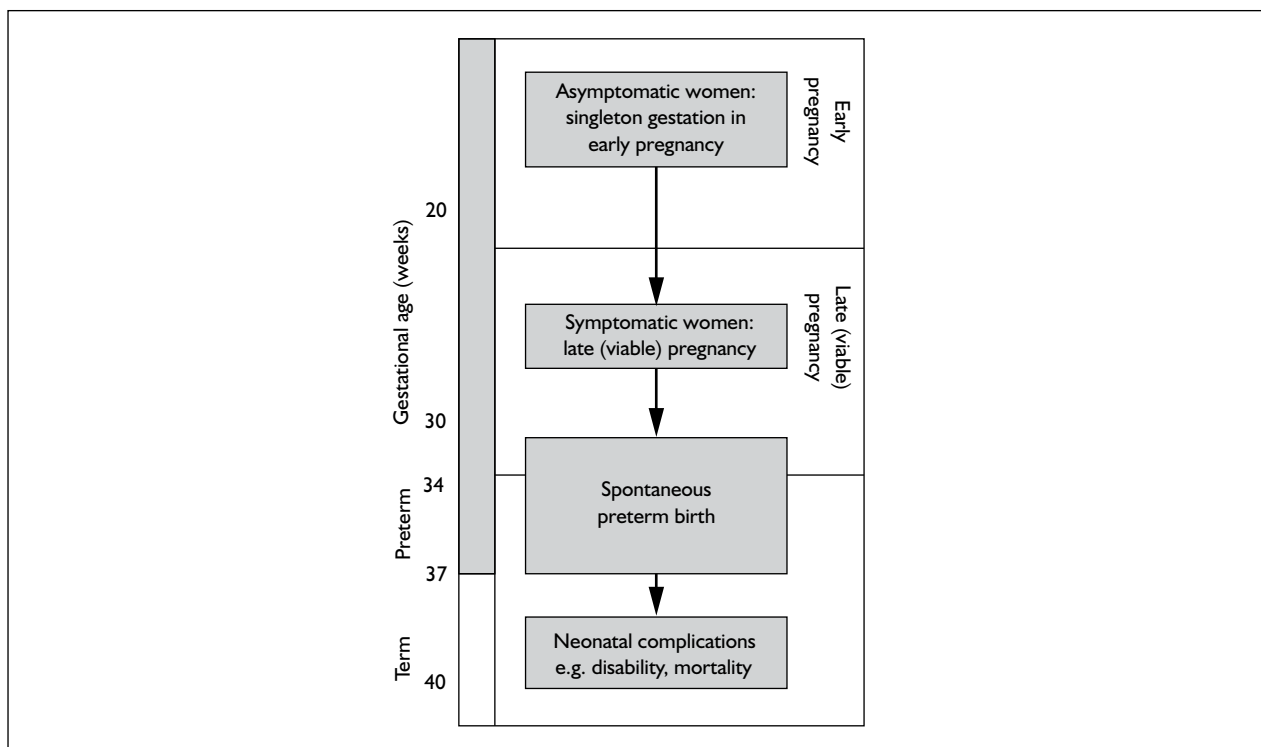 Asymptomatic women:
singleton gestation in
early pregnancy
Early
pregnancy
20
Gestational age (weeks)
Symptomatic women:
late (viable) pregnancy
Late (viable)
pregnancy
30
34
Spontaneous
preterm birth
Preterm
37
Neonatal complications
e.g. disability, mortality
Term
40